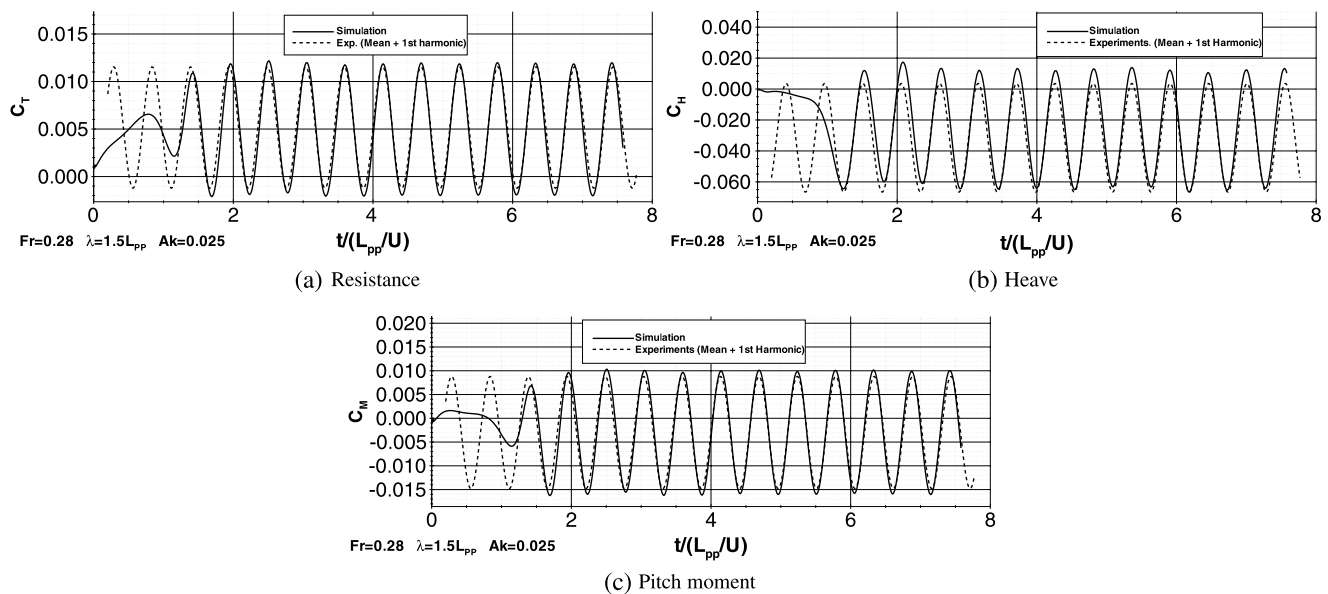 0.015
0.010
0.005
0.000
C_T
Simulation
Exp. (Mean + 1st harmonic)
0 2 4 6 8
Fr=0.28 λ=1.5L_PP Ak=0.025
t/(L_pp/U)
(a) Resistance
0.040
0.020
0.000
-0.020
-0.040
-0.060
C_H
Simulation
Experiments. (Mean + 1st Harmonic)
0 2 4 6 8
Fr=0.28 λ=1.5L_PP Ak=0.025
t/(L_pp/U)
(b) Heave
0.020
0.015
0.010
0.005
0.000
-0.005
-0.010
-0.015
C_M
Simulation
Experiments (Mean + 1st Harmonic)
0 2 4 6 8
Fr=0.28 λ=1.5L_PP Ak=0.025
t/(L_pp/U)
(c) Pitch moment